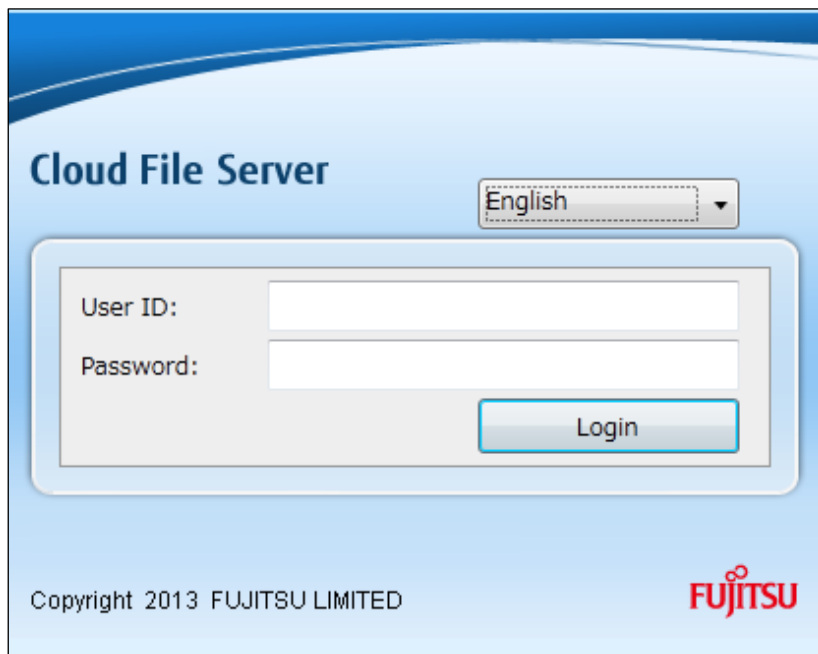 Cloud File Server
English
User ID:
Password:
Login
Copyright 2013 FUJITSU LIMITED
FUJITSU